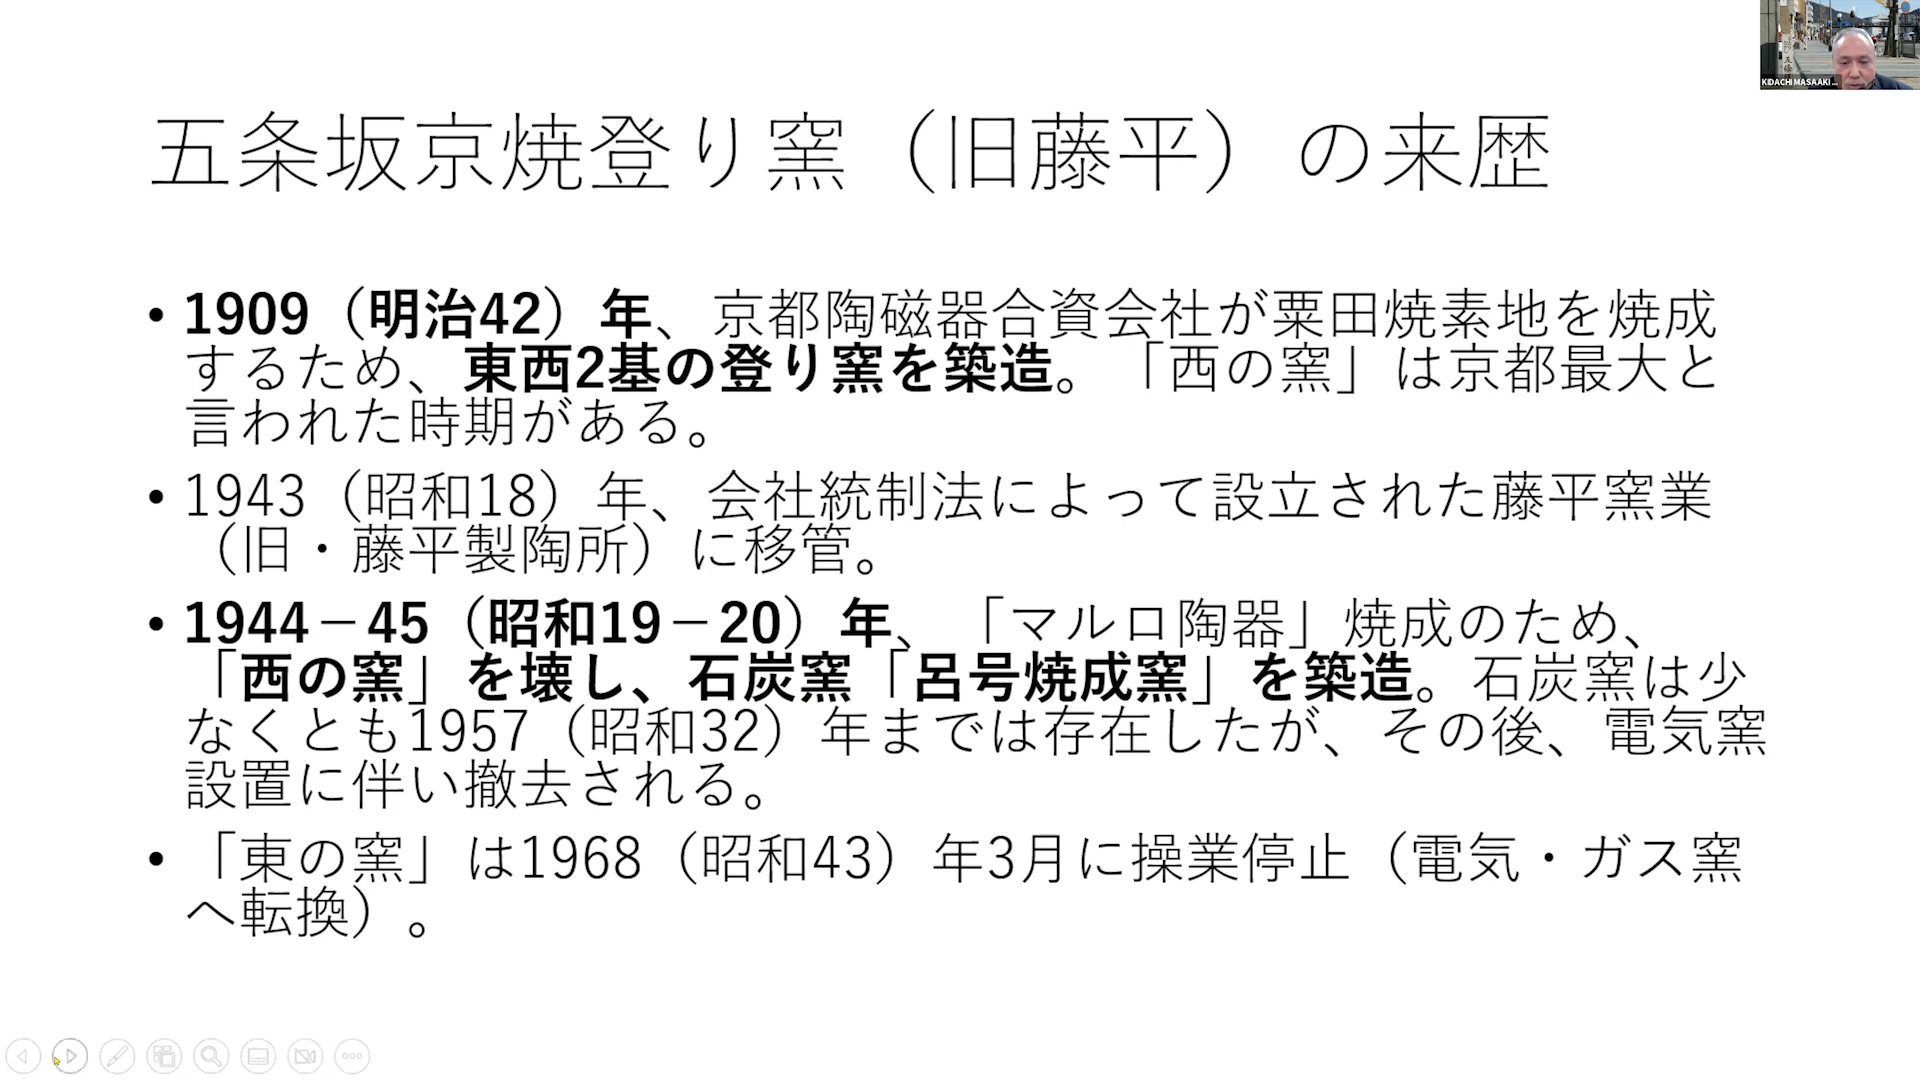 五条坂京焼登り窯（旧藤平）の来歴
• 1909（明治42）年、京都陶磁器合資会社が粟田焼素地を焼成
するため、東西2基の登り窯を築造。「西の窯」は京都最大と
言われた時期がある。
• 1943（昭和18）年、会社統制法によって設立された藤平窯業
（旧・藤平製陶所）に移管。
• 1944－45（昭和19－20）年、「マルロ陶器」焼成のため、
「西の窯」を壊し、石炭窯「呂号焼成窯」を築造。石炭窯は少
なくとも1957（昭和32）年までは存在したが、その後、電気窯
設置に伴い撤去される。
• 「東の窯」は1968（昭和43）年3月に操業停止（電気・ガス窯
へ転換）。
KIDACHI MASAAKI...